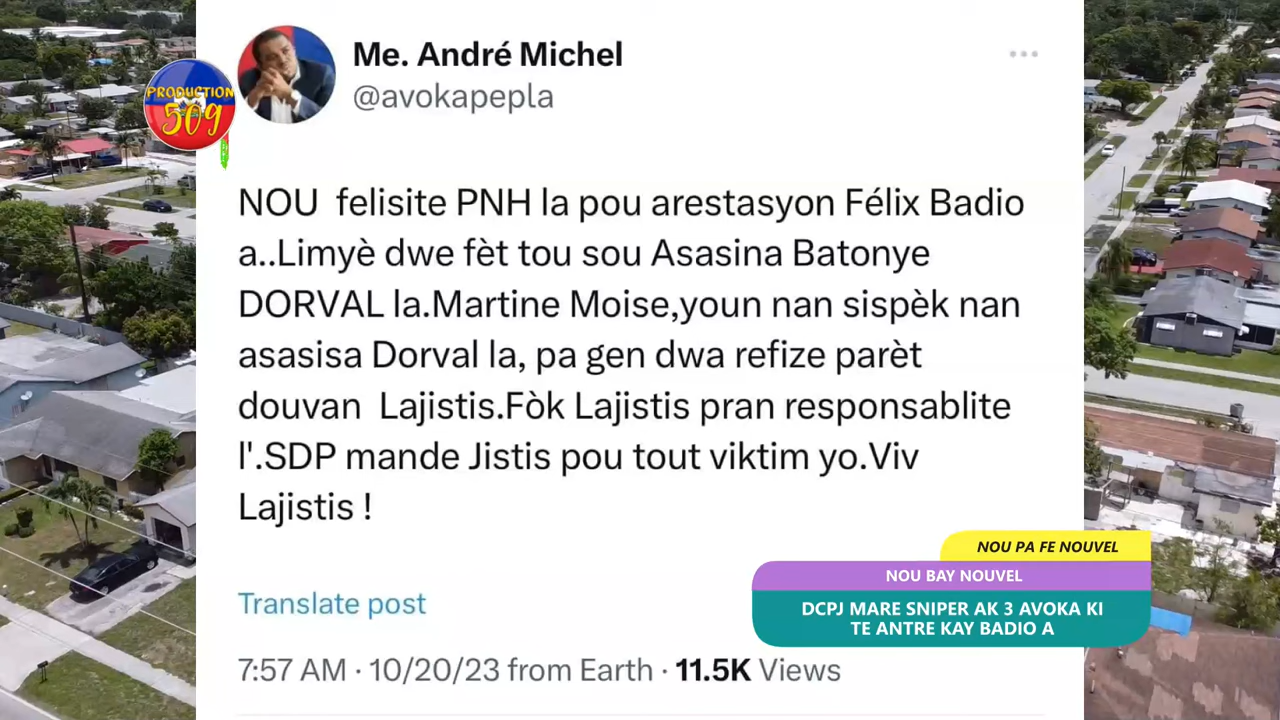 Me. André Michel
@avokapepla
PRODUCTION
509
NOU felisite PNH la pou arestasyon Félix Badio
a..Limyè dwe fèt tou sou Asasina Batonye
DORVAL la.Martine Moise,youn nan sispèk nan
asasisa Dorval la, pa gen dwa refize parèt
douvan Lajistis.Fòk Lajistis pran responsablite
l'.SDP mande Jistis pou tout viktim yo.Viv
Lajistis !
Translate post
7:57 AM · 10/20/23 from Earth · 11.5K Views
NOU PA FE NOUVEL
NOU BAY NOUVEL
DCPJ MARE SNIPER AK 3 AVOKA KI
TE ANTRE KAY BADIO A